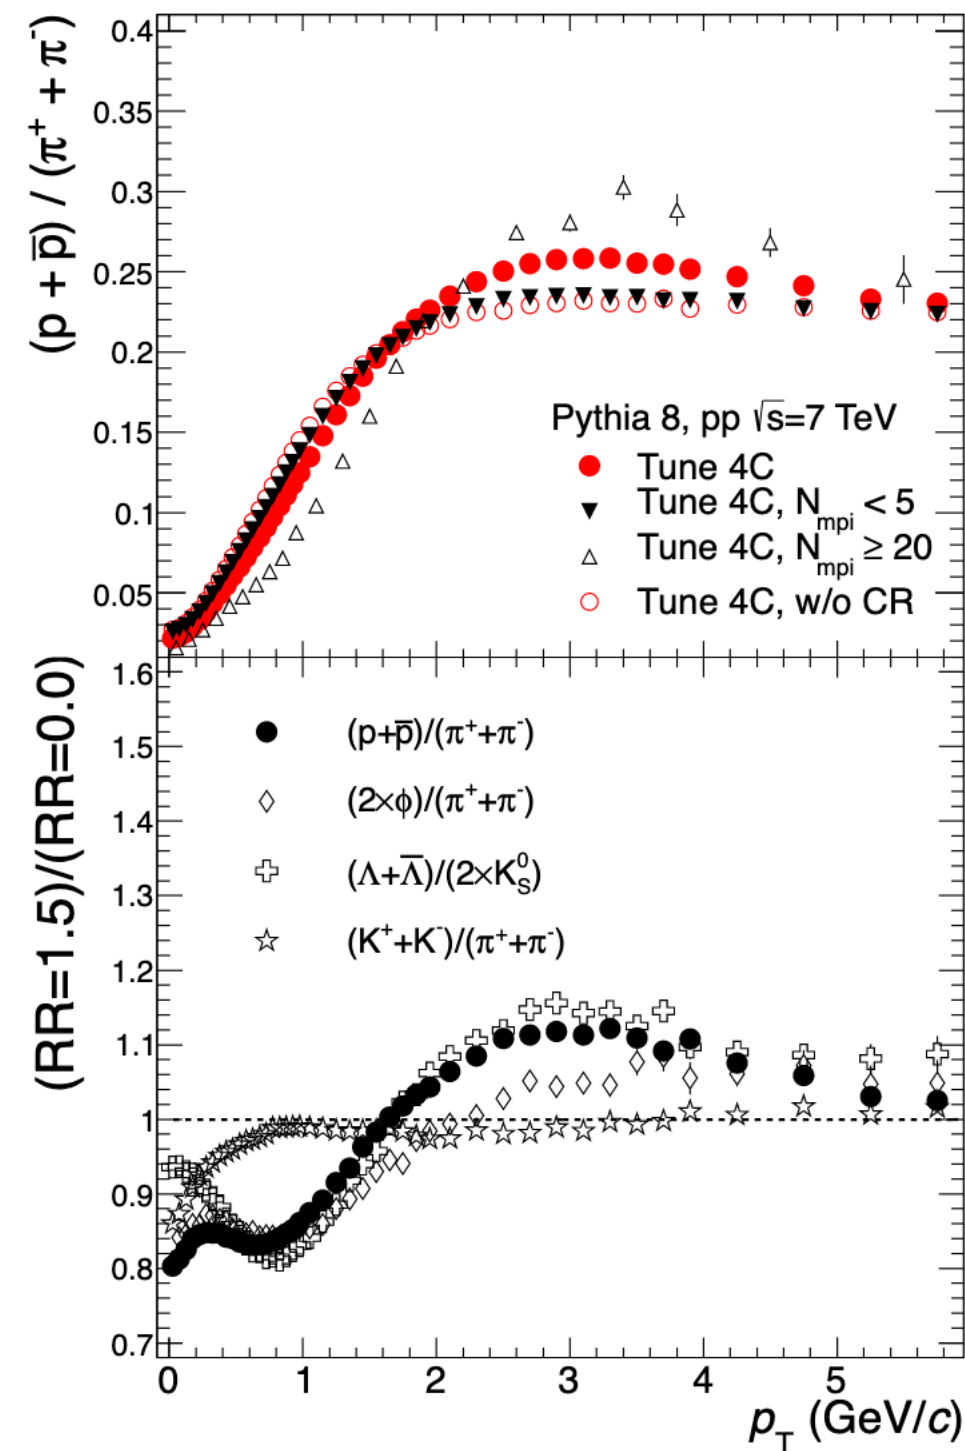 (p + p̅) / (π⁺ + π⁻)
0.4
0.35
0.3
0.25
0.2
0.15
0.1
0.05
Pythia 8, pp √s=7 TeV
Tune 4C
Tune 4C, N_mpi < 5
Tune 4C, N_mpi ≥ 20
Tune 4C, w/o CR
(RR=1.5)/(RR=0.0)
1.6
1.5
1.4
1.3
1.2
1.1
1
0.9
0.8
0.7
(p+p̅)/(π⁺+π⁻)
(2×ϕ)/(π⁺+π⁻)
(Λ+Λ̅)/(2×K⁰_S)
(K⁺+K⁻)/(π⁺+π⁻)
0 1 2 3 4 5
p_T (GeV/c)